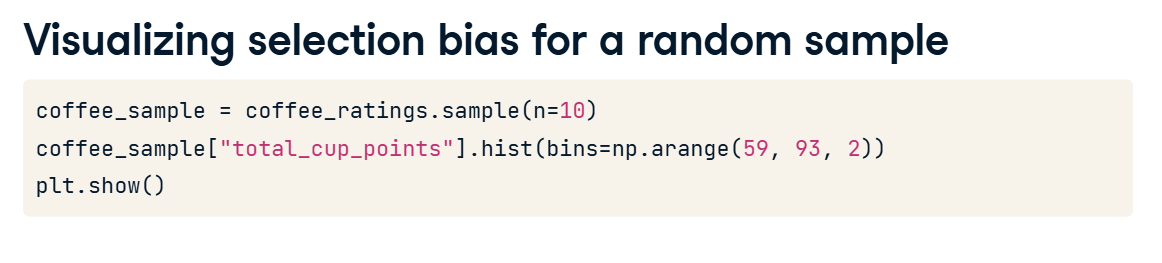 Visualizing selection bias for a random sample
coffee_sample = coffee_ratings.sample(n=10)
coffee_sample["total_cup_points"].hist(bins=np.arange(59, 93, 2))
plt.show()